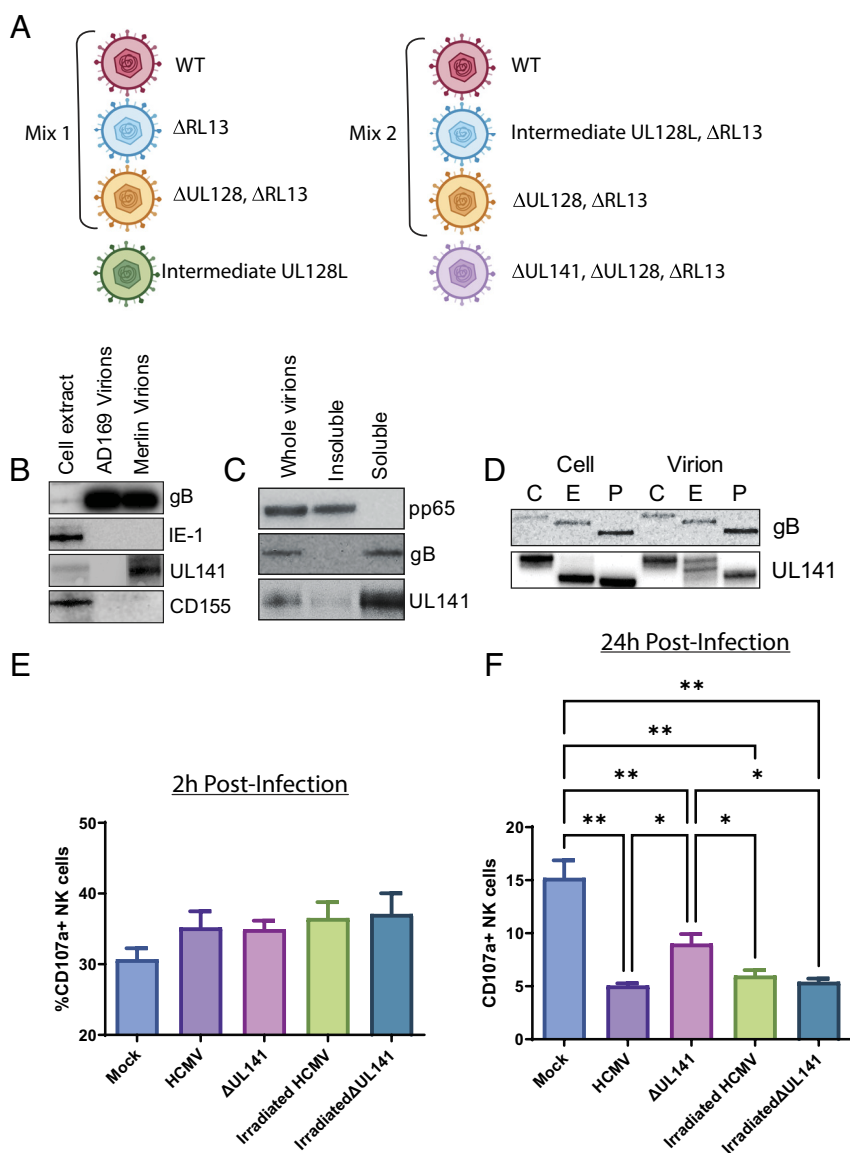 A
Mix 1
WT
ΔRL13
ΔUL128, ΔRL13
Intermediate UL128L
Mix 2
WT
Intermediate UL128L, ΔRL13
ΔUL128, ΔRL13
ΔUL141, ΔUL128, ΔRL13
B
Cell extract
AD169 Virions
Merlin Virions
gB
IE-1
UL141
CD155
C
Whole virions
Insoluble
Soluble
pp65
gB
UL141
D
Cell Virion
C E P C E P
gB
UL141
E
2h Post-Infection
%CD107a+ NK cells
40
30
20
Mock
HCMV
ΔUL141
Irradiated HCMV
IrradiatedΔUL141
F
24h Post-Infection
**
**
** *
** * *
CD107a+ NK cells
20
15
10
5
0
Mock
HCMV
ΔUL141
Irradiated HCMV
IrradiatedΔUL141